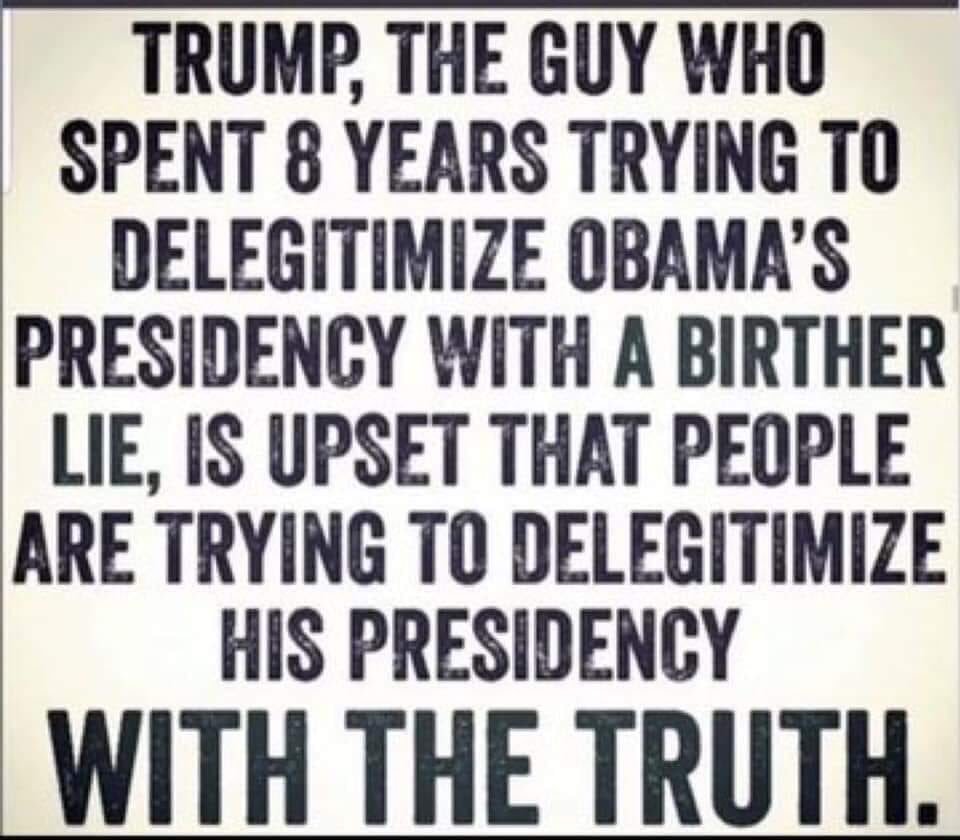 TRUMP, THE GUY WHO
SPENT 8 YEARS TRYING TO
DELEGITIMIZE OBAMA'S
PRESIDENCY WITH A BIRTHER
LIE, IS UPSET THAT PEOPLE
ARE TRYING TO DELEGITIMIZE
HIS PRESIDENCY
WITH THE TRUTH.